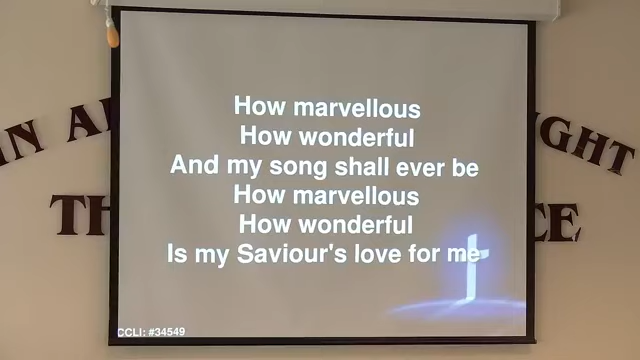 How marvellous
How wonderful
And my song shall ever be
How marvellous
How wonderful
Is my Saviour's love for me
CCLI: #34549